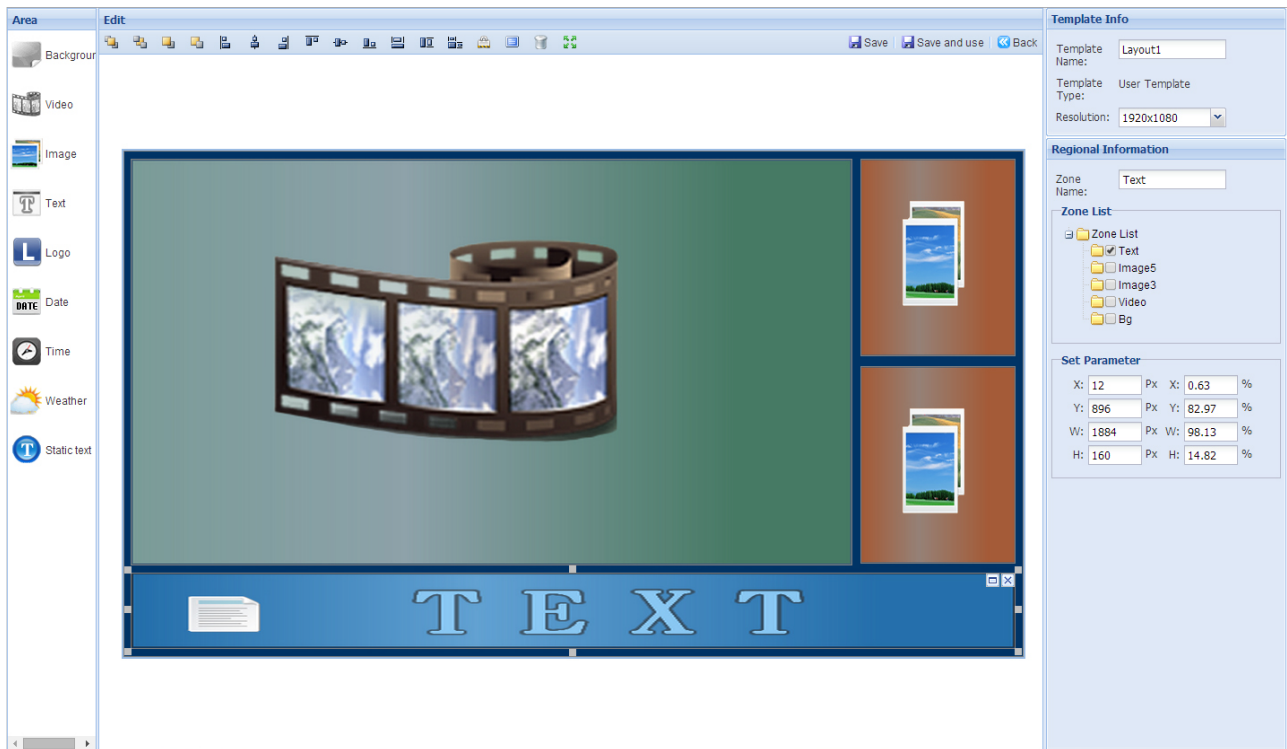 Area
Backgrour
Video
Image
T Text
L Logo
DATE Date
Time
Weather
T Static text
Edit
Save Save and use Back
TEXT
Template Info
Template Name: Layout1
Template Type: User Template
Resolution: 1920x1080
Regional Information
Zone Name: Text
Zone List
Zone List
Text
Image5
Image3
Video
Bg
Set Parameter
X: 12 Px X: 0.63 %
Y: 896 Px Y: 82.97 %
W: 1884 Px W: 98.13 %
H: 160 Px H: 14.82 %